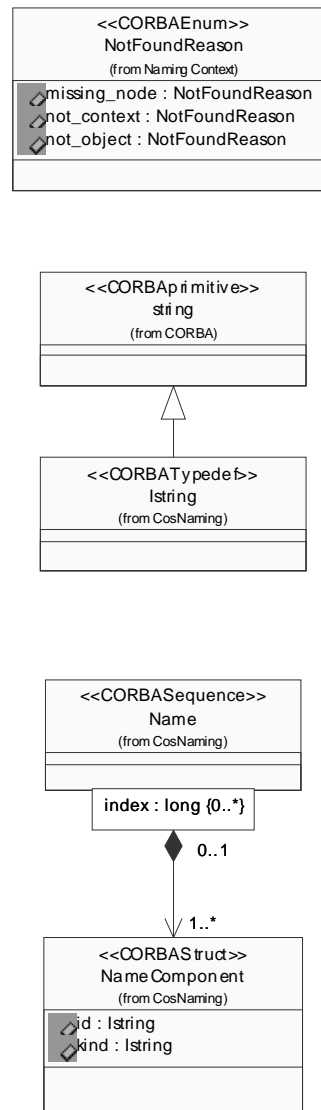 <<CORBAEnum>>
NotFoundReason
(from Naming Context)
missing_node : NotFoundReason
not_context : NotFoundReason
not_object : NotFoundReason
<<CORBAprimitive>>
string
(from CORBA)
<<CORBATypedef>>
Istring
(from CosNaming)
<<CORBASequence>>
Name
(from CosNaming)
index : long {0..*}
0..1
1..*
<<CORBAStruct>>
NameComponent
(from CosNaming)
id : Istring
kind : Istring